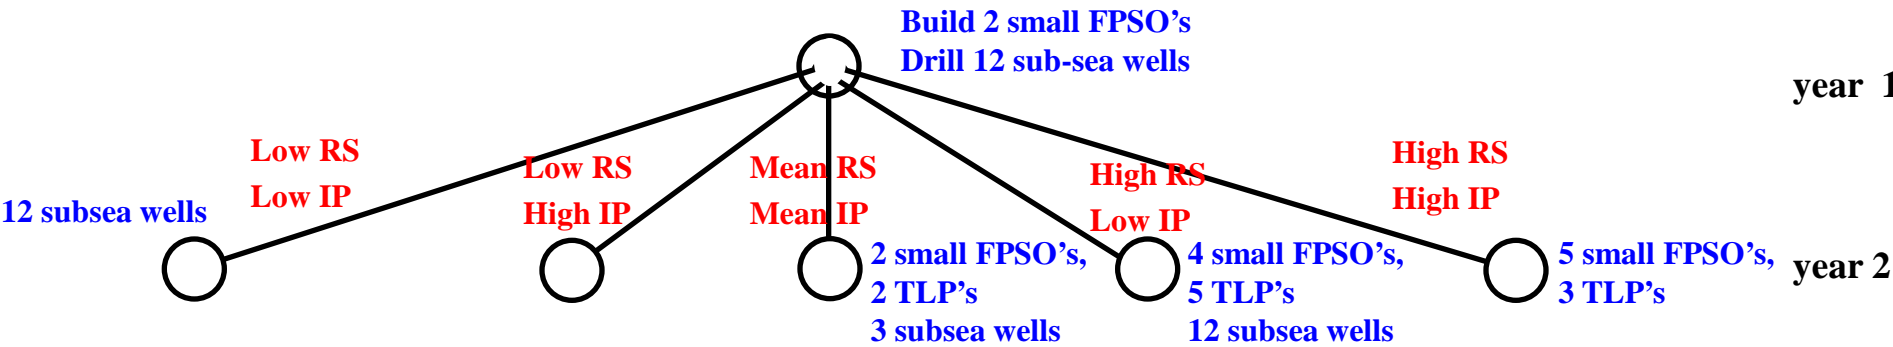 Build 2 small FPSO’s
Drill 12 sub-sea wells
year 1
Low RS
Low IP
Low RS
High IP
Mean RS
Mean IP
High RS
Low IP
High RS
High IP
12 subsea wells
2 small FPSO’s,
2 TLP’s
3 subsea wells
4 small FPSO’s,
5 TLP’s
12 subsea wells
5 small FPSO’s,
3 TLP’s
year 2